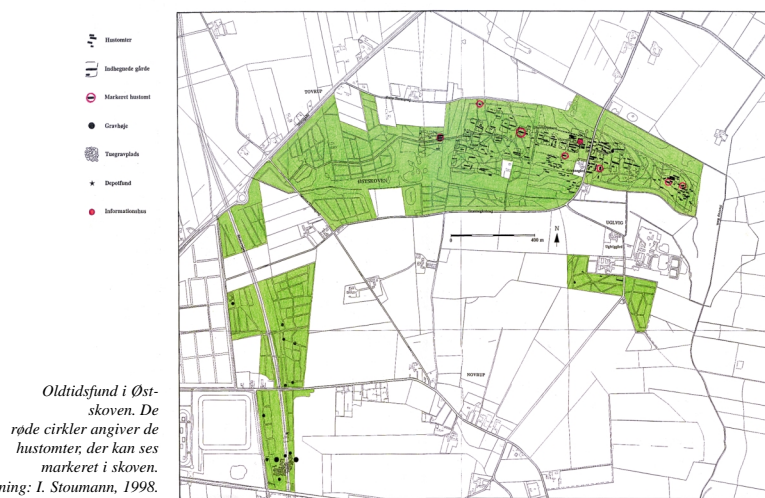 Hustomter
Indhegnede gårde
Markeret hustomt
Gravhøje
Tuegravplads
Depotfund
Informationshus
TOVRUP
ØSTSKOVEN
0
400 m
N
UGLVIG
NOVRUP
Oldtidsfund i Øst-
skoven. De
røde cirkler angiver de
hustomter, der kan ses
markeret i skoven.
ning: I. Stoumann, 1998.